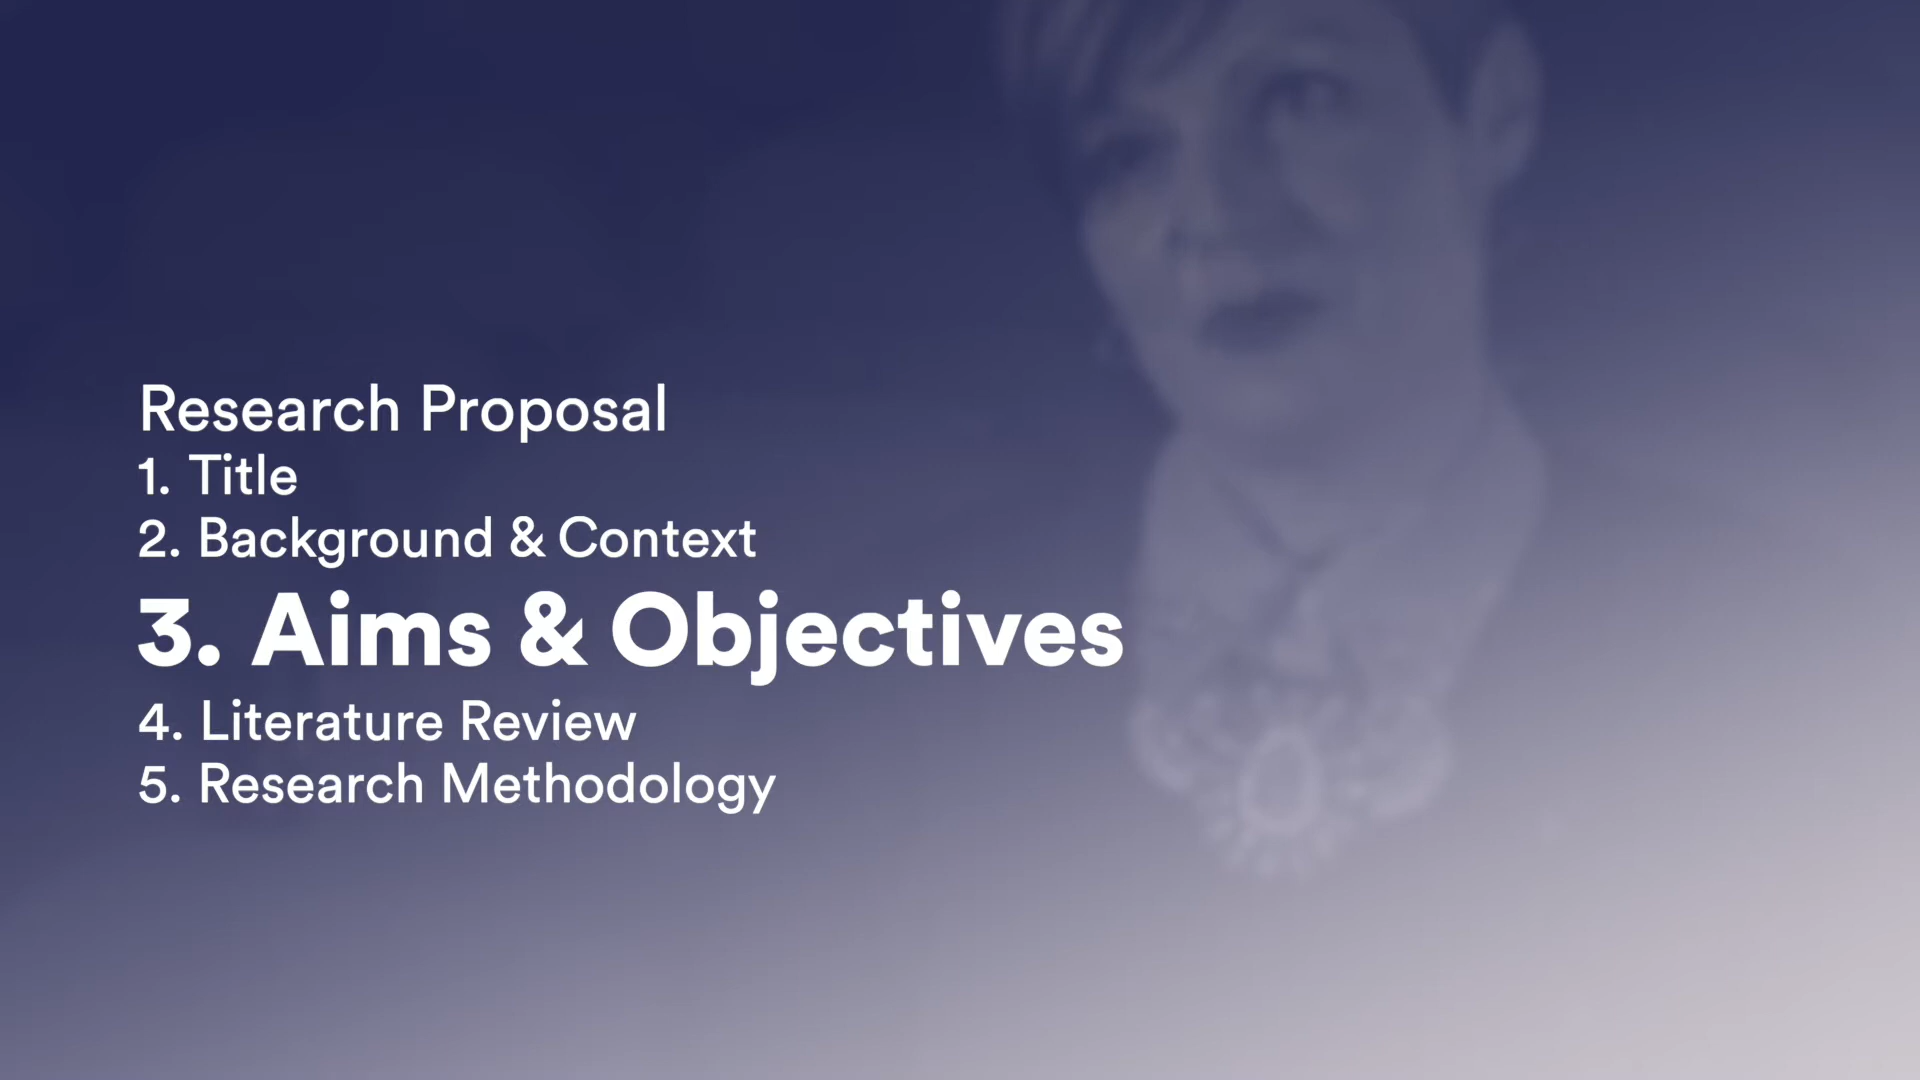 Research Proposal
1. Title
2. Background & Context
3. Aims & Objectives
4. Literature Review
5. Research Methodology